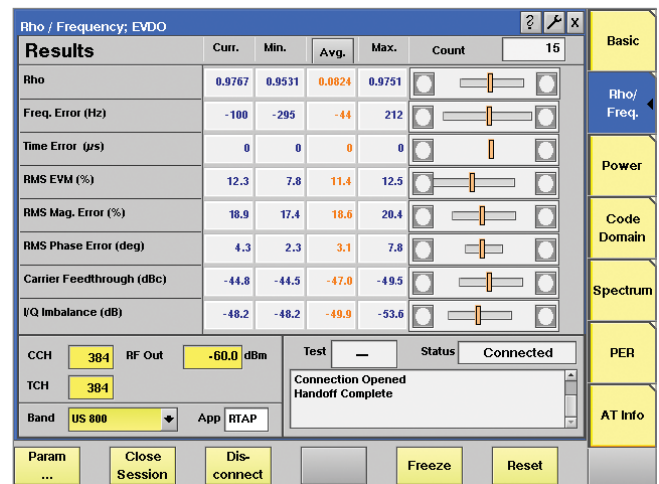 Rho / Frequency; EVDO ? x
Results Curr. Min. Avg. Max. Count 15
Rho 0.9767 0.9531 0.0824 0.9751
Freq. Error (Hz) -100 -295 -44 212
Time Error (µs) 0 0 0 0
RMS EVM (%) 12.3 7.8 11.4 12.5
RMS Mag. Error (%) 18.9 17.4 18.6 20.4
RMS Phase Error (deg) 4.3 2.3 3.1 7.8
Carrier Feedthrough (dBc) -44.8 -44.5 -47.0 -49.5
I/Q Imbalance (dB) -48.2 -48.2 -49.9 -53.6
CCH 384 RF Out -60.0 dBm Test — Status Connected
TCH 384
Connection Opened
Handoff Complete
Band US 800 App RTAP
Param ...
Close Session
Dis-connect
Freeze
Reset
Basic
Rho/
Freq.
Power
Code
Domain
Spectrum
PER
AT Info